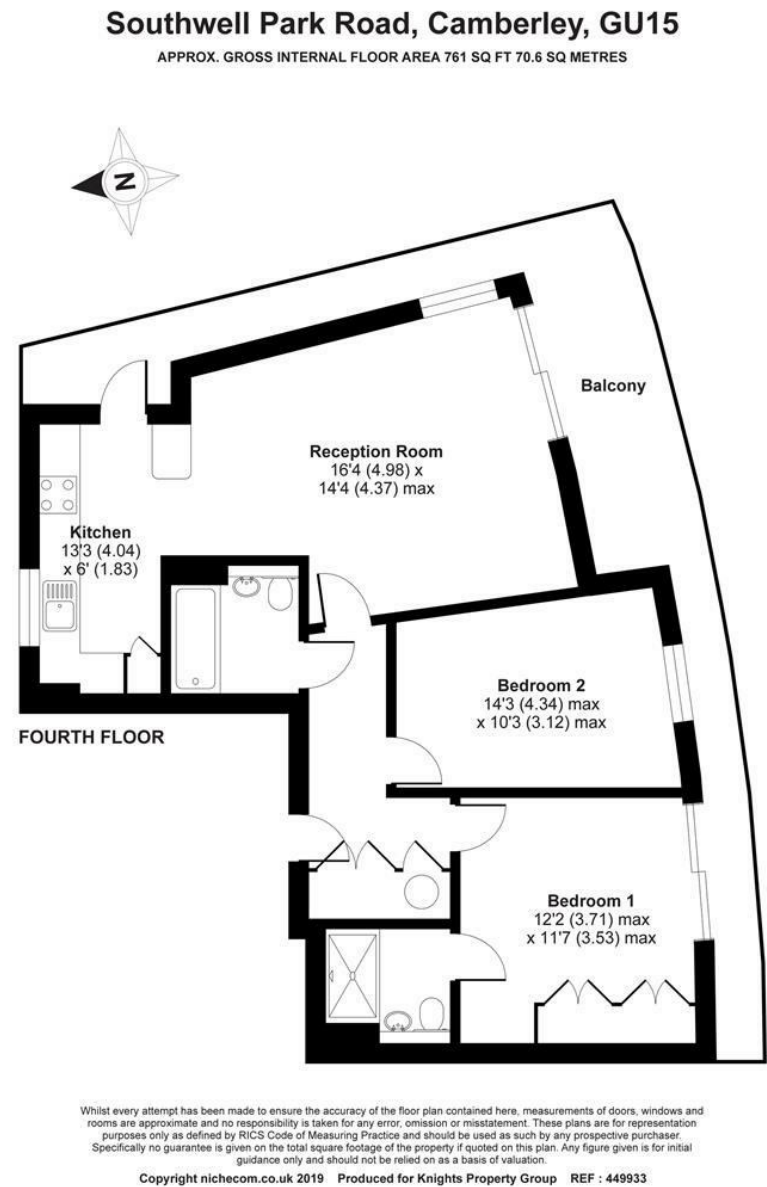 Southwell Park Road, Camberley, GU15
APPROX. GROSS INTERNAL FLOOR AREA 761 SQ FT 70.6 SQ METRES
N
Balcony
Reception Room
16'4 (4.98) x
14'4 (4.37) max
Kitchen
13'3 (4.04)
x 6' (1.83)
Bedroom 2
14'3 (4.34) max
x 10'3 (3.12) max
FOURTH FLOOR
Bedroom 1
12'2 (3.71) max
x 11'7 (3.53) max
Whilst every attempt has been made to ensure the accuracy of the floor plan contained here, measurements of doors, windows and
rooms are approximate and no responsibility is taken for any error, omission or misstatement. These plans are for representation
purposes only as defined by RICS Code of Measuring Practice and should be used as such by any prospective purchaser.
Specifically no guarantee is given on the total square footage of the property if quoted on this plan. Any figure given is for initial
guidance only and should not be relied on as a basis of valuation.
Copyright nichecom.co.uk 2019 Produced for Knights Property Group REF : 449933